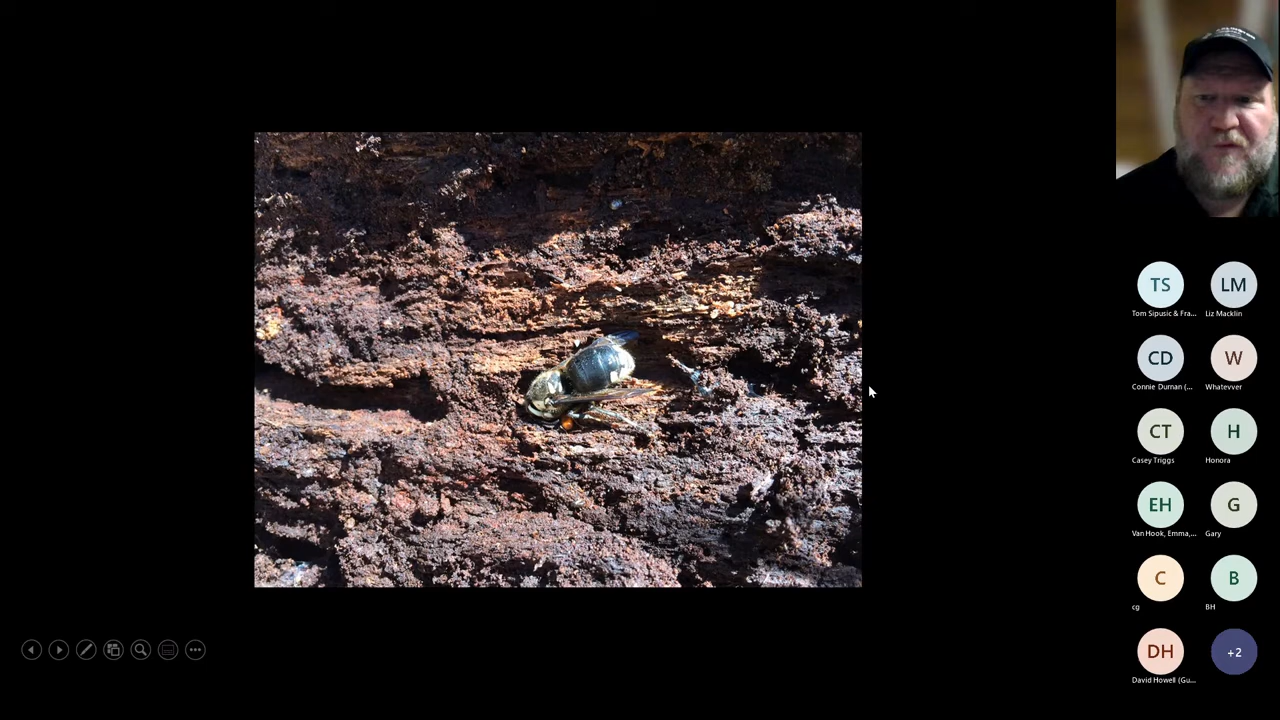 TS
LM
Tom Sipusic & Fra...
Liz Macklin
CD
W
Connie Durnan (...
Whatevver
CT
H
Casey Triggs
Honora
EH
G
Van Hook, Emma,...
Gary
C
B
cg
BH
DH
+2
David Howell (Gu...